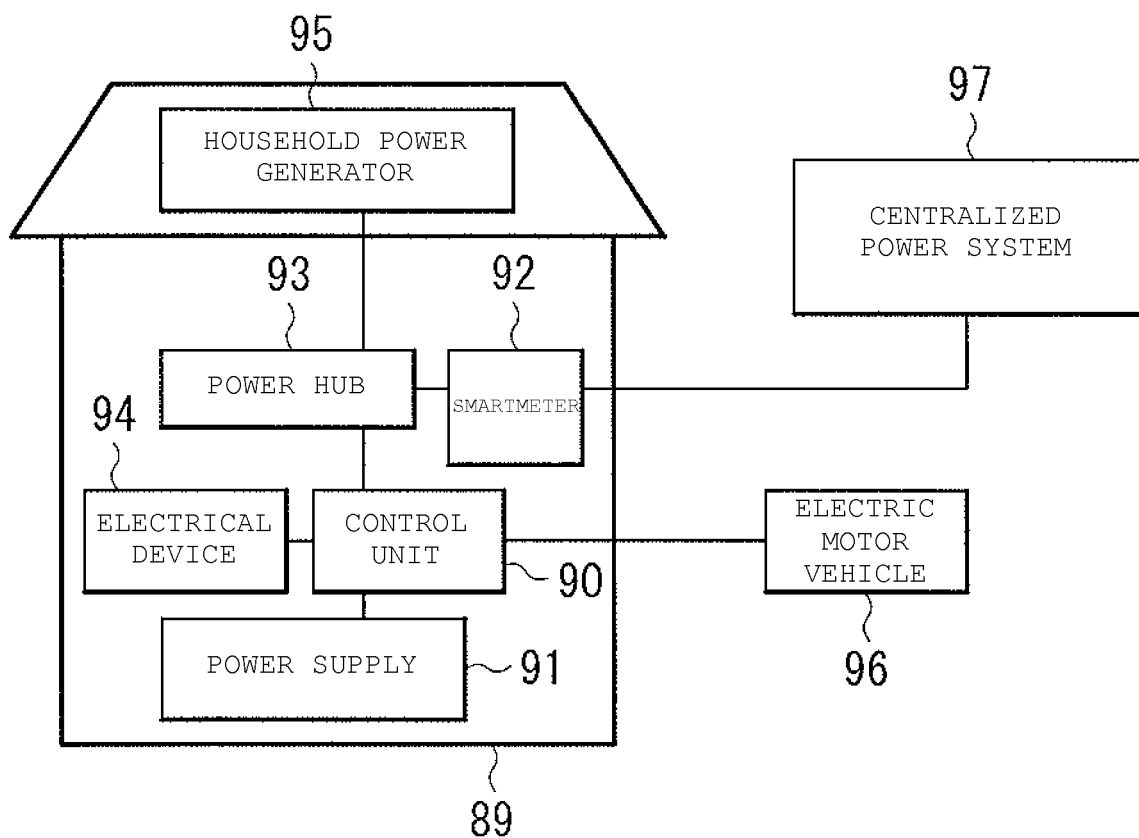 95
HOUSEHOLD POWER
GENERATOR
97
CENTRALIZED
POWER SYSTEM
93
92
POWER HUB
SMARTMETER
94
ELECTRICAL
DEVICE
CONTROL
UNIT
90
ELECTRIC
MOTOR
VEHICLE
96
POWER SUPPLY
91
89